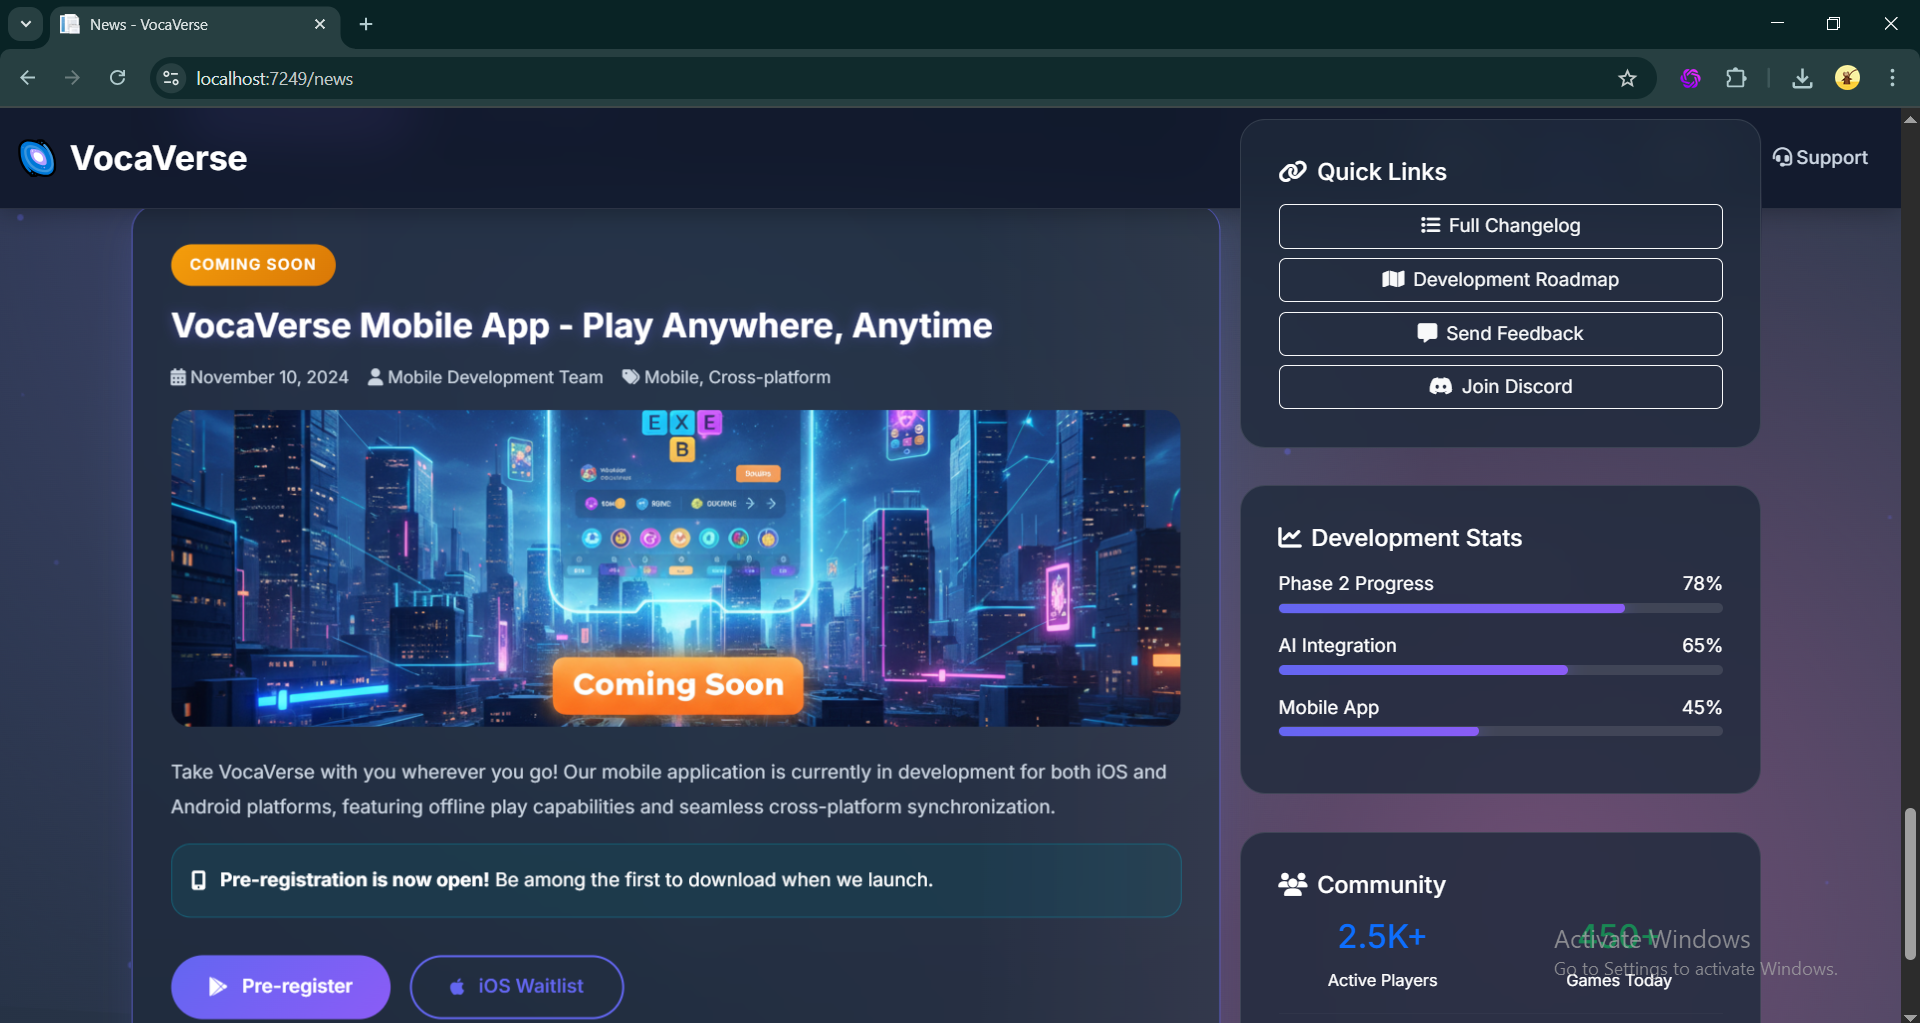 News - VocaVerse
localhost:7249/news
VocaVerse
Support
COMING SOON
VocaVerse Mobile App - Play Anywhere, Anytime
November 10, 2024 Mobile Development Team Mobile, Cross-platform
E X E
B
Coming Soon
Take VocaVerse with you wherever you go! Our mobile application is currently in development for both iOS and
Android platforms, featuring offline play capabilities and seamless cross-platform synchronization.
Pre-registration is now open! Be among the first to download when we launch.
Pre-register
iOS Waitlist
Quick Links
Full Changelog
Development Roadmap
Send Feedback
Join Discord
Development Stats
Phase 2 Progress 78%
AI Integration 65%
Mobile App 45%
Community
2.5K+
Active Players
450+
Games Today
Activate Windows
Go to Settings to activate Windows.